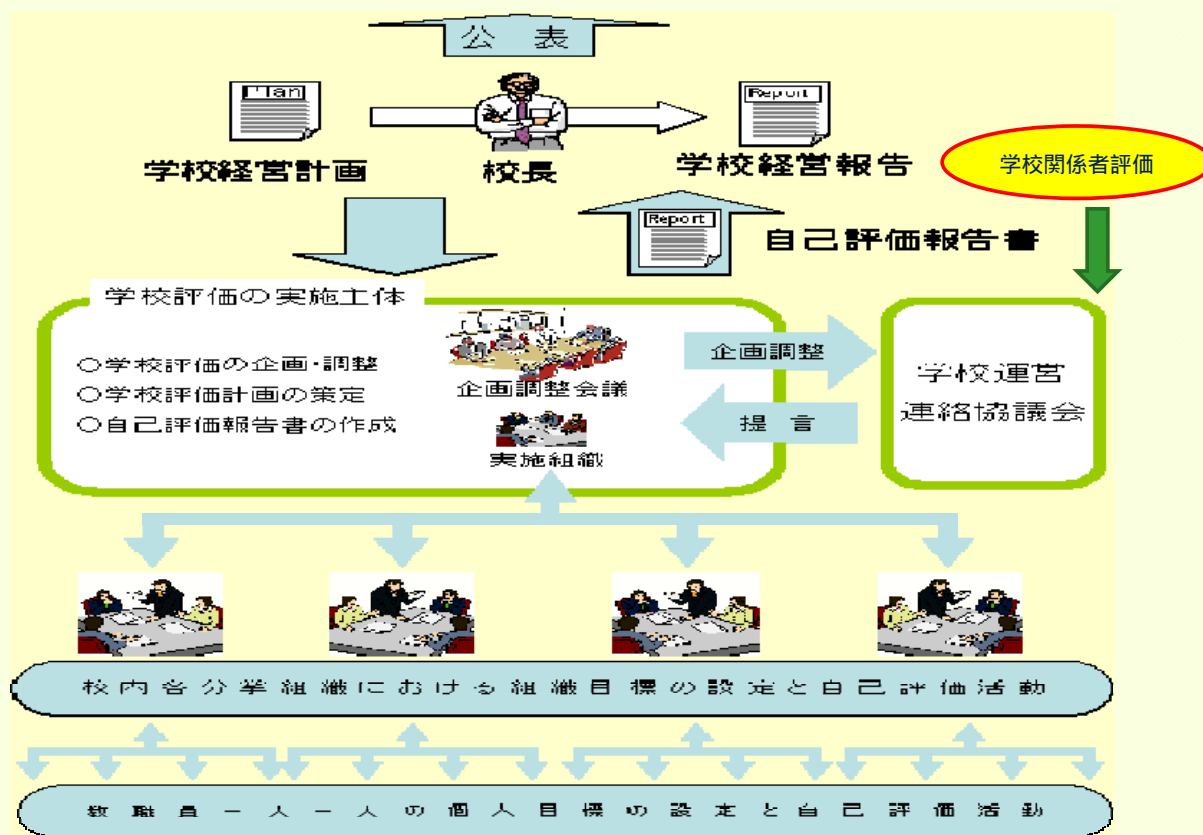 公 表
Plan
Report
学校経営計画
校長
学校経営報告
学校関係者評価
Report
自己評価報告書
学校評価の実施主体
○学校評価の企画・調整
○学校評価計画の策定
○自己評価報告書の作成
企画調整会議
実施組織
企画調整
提 言
学校運営
連絡協議会
校内各分掌組織における組織目標の設定と自己評価活動
教職員一人一人の個人目標の設定と自己評価活動